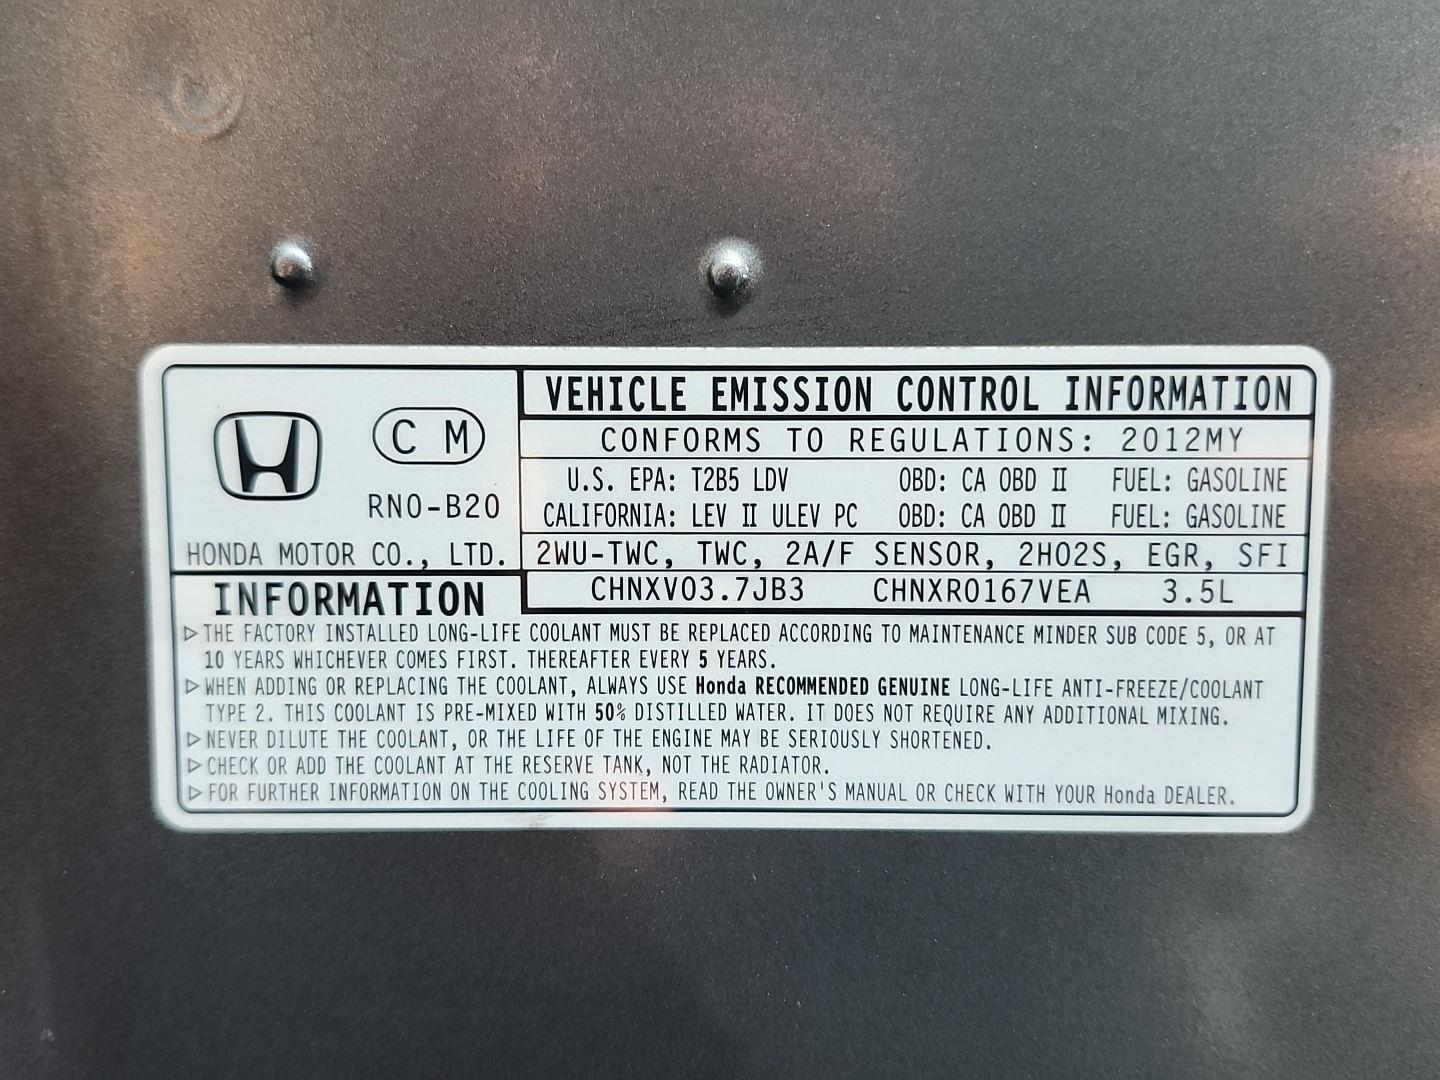 VEHICLE EMISSION CONTROL INFORMATION
CONFORMS TO REGULATIONS: 2012MY
C M
U.S. EPA: T2B5 LDV OBD: CA OBD II FUEL: GASOLINE
RN0-B20
CALIFORNIA: LEV II ULEV PC OBD: CA OBD II FUEL: GASOLINE
HONDA MOTOR CO., LTD.
2WU-TWC, TWC, 2A/F SENSOR, 2HO2S, EGR, SFI
CHNXV03.7JB3 CHNXR0167VEA 3.5L
INFORMATION
▷THE FACTORY INSTALLED LONG-LIFE COOLANT MUST BE REPLACED ACCORDING TO MAINTENANCE MINDER SUB CODE 5, OR AT
10 YEARS WHICHEVER COMES FIRST. THEREAFTER EVERY 5 YEARS.
▷WHEN ADDING OR REPLACING THE COOLANT, ALWAYS USE Honda RECOMMENDED GENUINE LONG-LIFE ANTI-FREEZE/COOLANT
TYPE 2. THIS COOLANT IS PRE-MIXED WITH 50% DISTILLED WATER. IT DOES NOT REQUIRE ANY ADDITIONAL MIXING.
▷NEVER DILUTE THE COOLANT, OR THE LIFE OF THE ENGINE MAY BE SERIOUSLY SHORTENED.
▷CHECK OR ADD THE COOLANT AT THE RESERVE TANK, NOT THE RADIATOR.
▷FOR FURTHER INFORMATION ON THE COOLING SYSTEM, READ THE OWNER'S MANUAL OR CHECK WITH YOUR Honda DEALER.